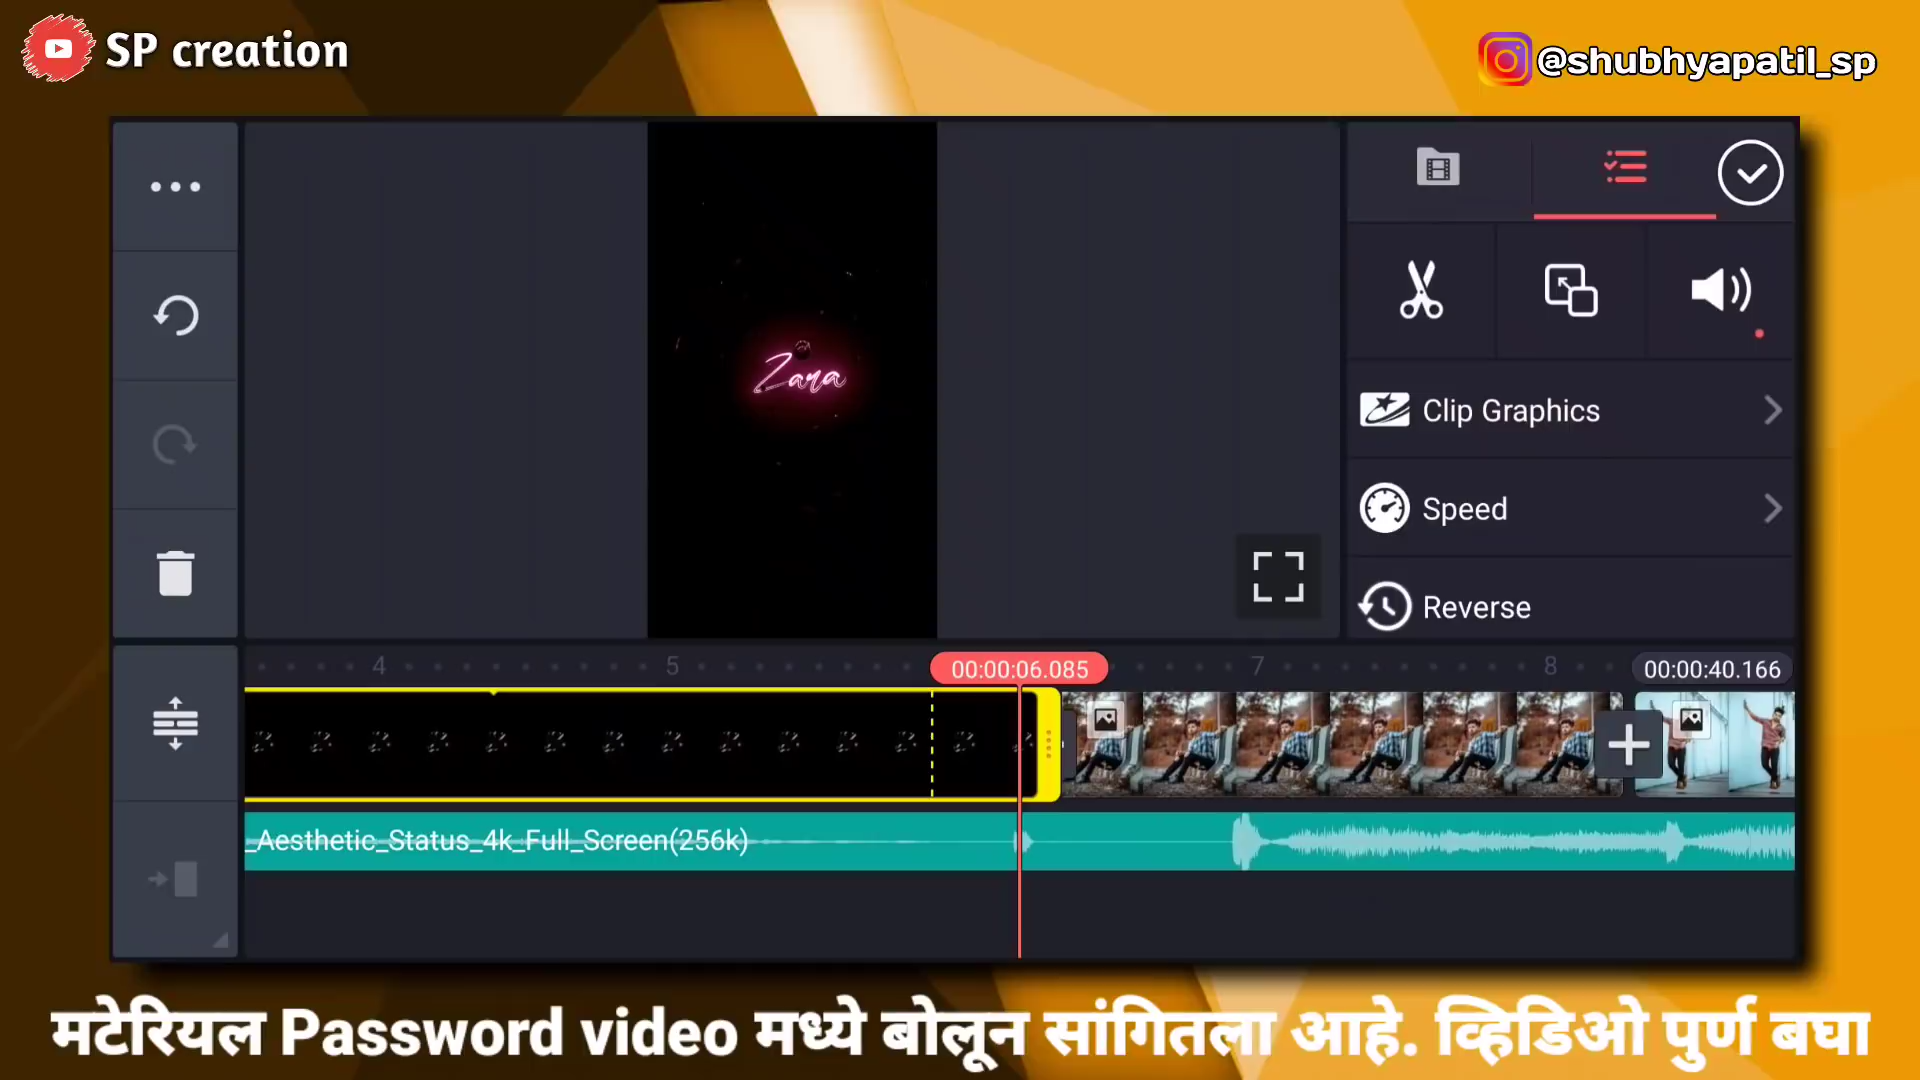 SP creation
@shubhyapatil_sp
Zara
Clip Graphics
Speed
Reverse
4
5
00:00:06.085
7
8
00:00:40.166
_Aesthetic_Status_4k_Full_Screen(256k)
मटेरियल Password video मध्ये बोलून सांगितला आहे. व्हिडिओ पुर्ण बघा